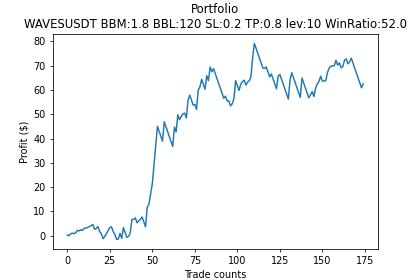 Portfolio
WAVESUSDT BBM:1.8 BBL:120 SL:0.2 TP:0.8 lev:10 WinRatio:52.0
Profit ($)
80
70
60
50
40
30
20
10
0
0 25 50 75 100 125 150 175
Trade counts